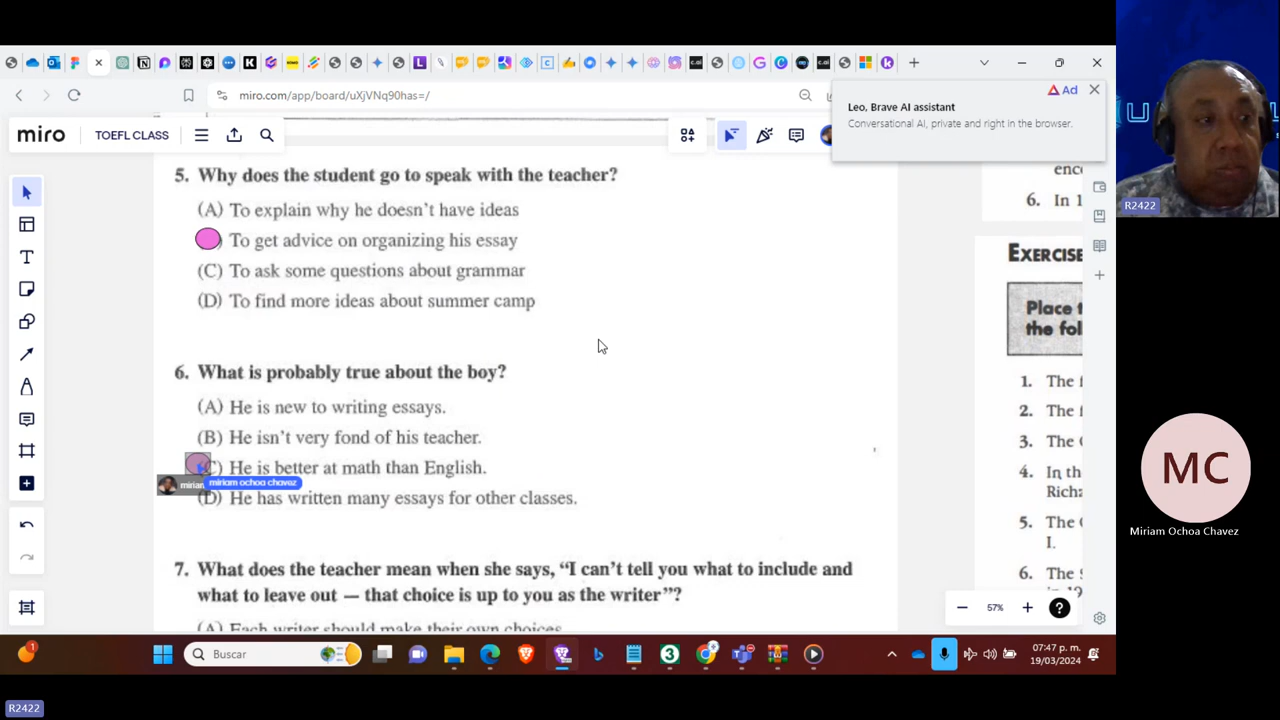 miro.com/app/board/uXjVNq90has=/
Ad
Leo, Brave AI assistant
Conversational AI, private and right in the browser.
miro
TOEFL CLASS
5. Why does the student go to speak with the teacher?
(A) To explain why he doesn't have ideas
) To get advice on organizing his essay
(C) To ask some questions about grammar
(D) To find more ideas about summer camp
6. What is probably true about the boy?
(A) He is new to writing essays.
(B) He isn't very fond of his teacher.
C) He is better at math than English.
miriam ochoa chavez
(D) He has written many essays for other classes.
7. What does the teacher mean when she says, "I can't tell you what to include and
what to leave out — that choice is up to you as the writer"?
(A) Each writer should make their own choices
6. In 1
EXERCISE
Place t
the fol
1. The f
2. The f
3. The
4. In th
Rich
5. The
I.
6. The
57%
Buscar
07:47 p. m.
19/03/2024
R2422
MC
Miriam Ochoa Chavez
R2422